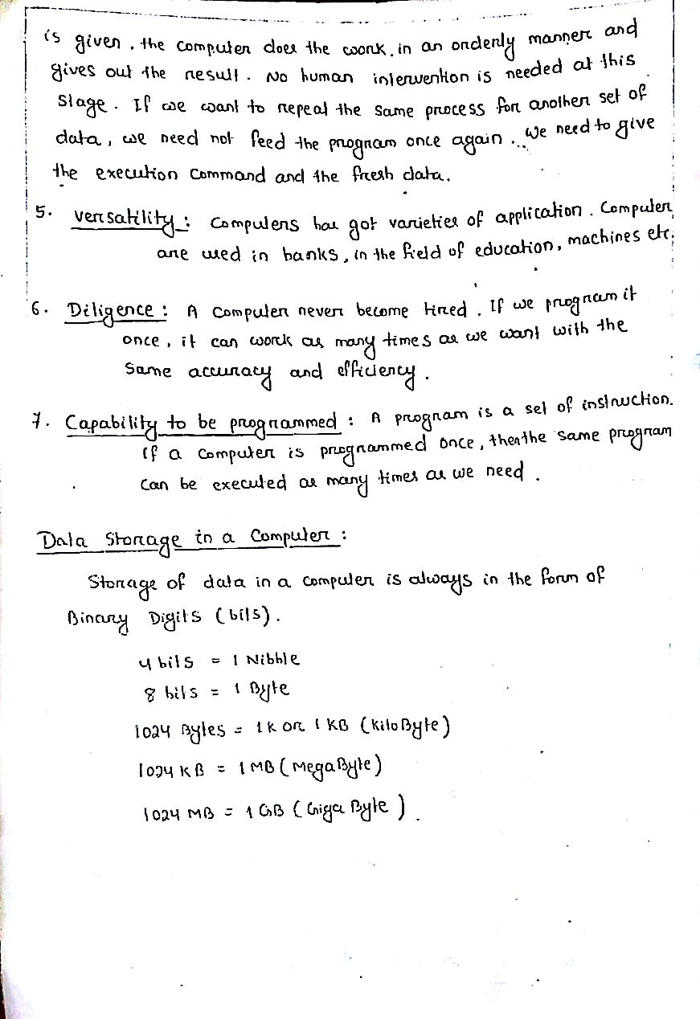 is given. the computer does the work. in an orderly manner and
gives out the result. No human intervention is needed at this
stage. If we want to repeat the same process for another set of
data, we need not feed the program once again... we need to give
the execution command and the fresh data.
5. versatility: Computers has got varieties of application. Computer
are used in banks, in the field of education, machines etc;
6. Diligence: A computer never become tired. If we program it
once, it can work as many times as we want with the
same accuracy and efficiency.
7. Capability to be programmed: A program is a set of instruction.
If a computer is programmed once, then the same program
can be executed as many times as we need.
Data Storage in a Computer:
Storage of data in a computer is always in the form of
Binary Digits (bits).
4 bits = 1 Nibble
8 bits = 1 Byte
1024 Bytes = 1K or 1 KB (KiloByte)
1024 KB = 1 MB (MegaByte)
1024 MB = 1 GB (Giga Byte).